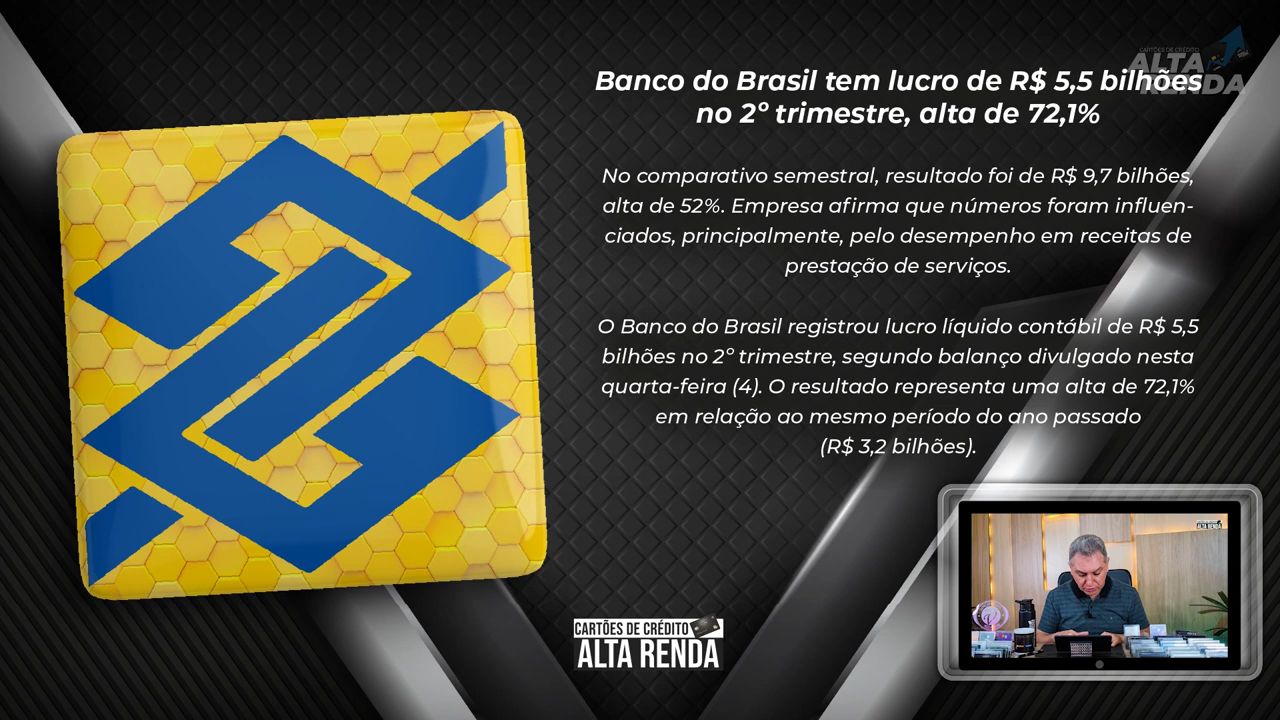 CARTÕES DE CRÉDITO
ALTA
RENDA
Banco do Brasil tem lucro de R$ 5,5 bilhões
no 2º trimestre, alta de 72,1%
No comparativo semestral, resultado foi de R$ 9,7 bilhões,
alta de 52%. Empresa afirma que números foram influen-
ciados, principalmente, pelo desempenho em receitas de
prestação de serviços.
O Banco do Brasil registrou lucro líquido contábil de R$ 5,5
bilhões no 2º trimestre, segundo balanço divulgado nesta
quarta-feira (4). O resultado representa uma alta de 72,1%
em relação ao mesmo período do ano passado
(R$ 3,2 bilhões).
ALTA RENDA
CARTÕES DE CRÉDITO
ALTA RENDA